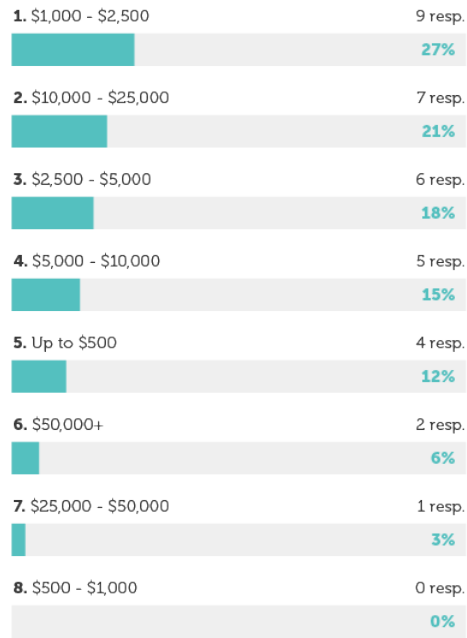 1. $1,000 - $2,500 9 resp.
27%
2. $10,000 - $25,000 7 resp.
21%
3. $2,500 - $5,000 6 resp.
18%
4. $5,000 - $10,000 5 resp.
15%
5. Up to $500 4 resp.
12%
6. $50,000+ 2 resp.
6%
7. $25,000 - $50,000 1 resp.
3%
8. $500 - $1,000 0 resp.
0%